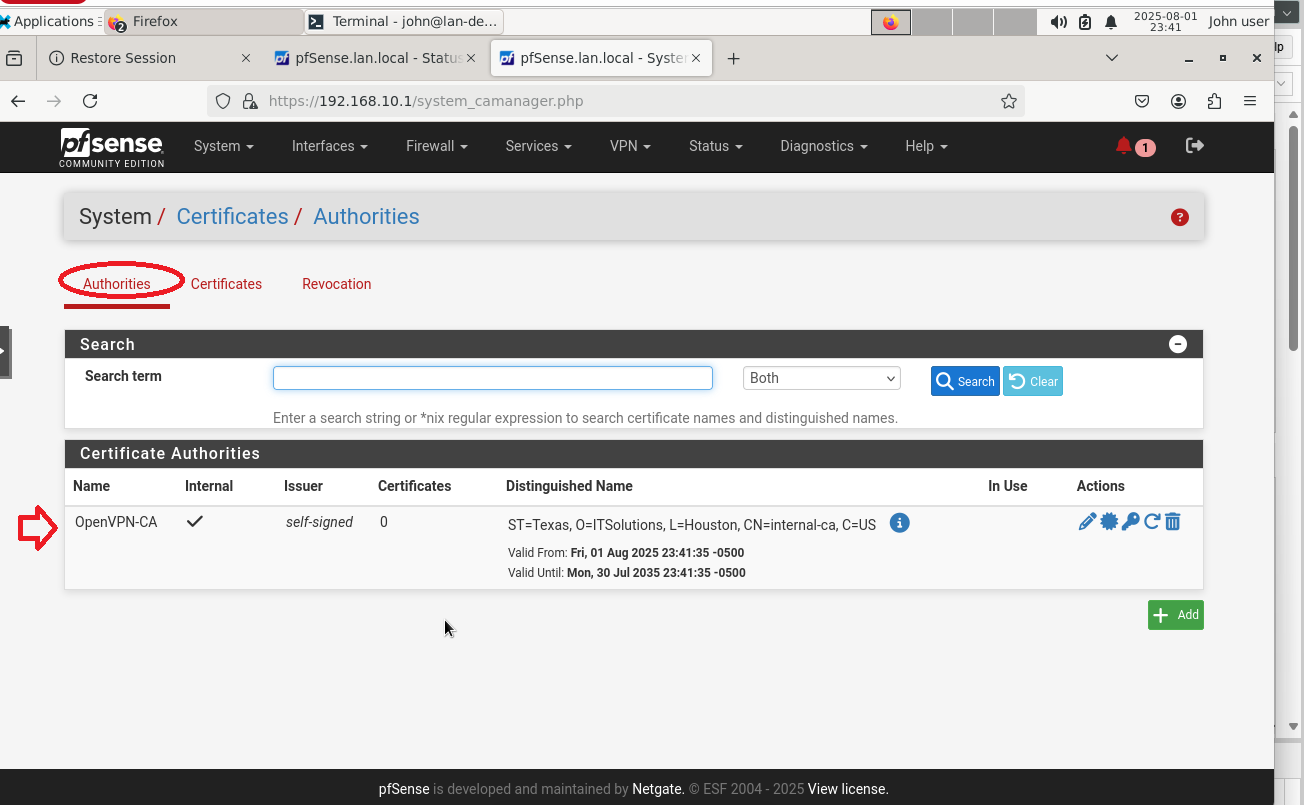 Applications
2 Firefox
Terminal - john@lan-de...
2025-08-01
23:41
John user
lp
Restore Session
pfSense.lan.local - Status
pfSense.lan.local - System
https://192.168.10.1/system_camanager.php
pfsense
COMMUNITY EDITION
System Interfaces Firewall Services VPN Status Diagnostics Help 1
System / Certificates / Authorities ?
Authorities Certificates Revocation
Search
Search term Both Search Clear
Enter a search string or *nix regular expression to search certificate names and distinguished names.
Certificate Authorities
Name Internal Issuer Certificates Distinguished Name In Use Actions
OpenVPN-CA self-signed 0 ST=Texas, O=ITSolutions, L=Houston, CN=internal-ca, C=US
Valid From: Fri, 01 Aug 2025 23:41:35 -0500
Valid Until: Mon, 30 Jul 2035 23:41:35 -0500
Add
pfSense is developed and maintained by Netgate. © ESF 2004 - 2025 View license.